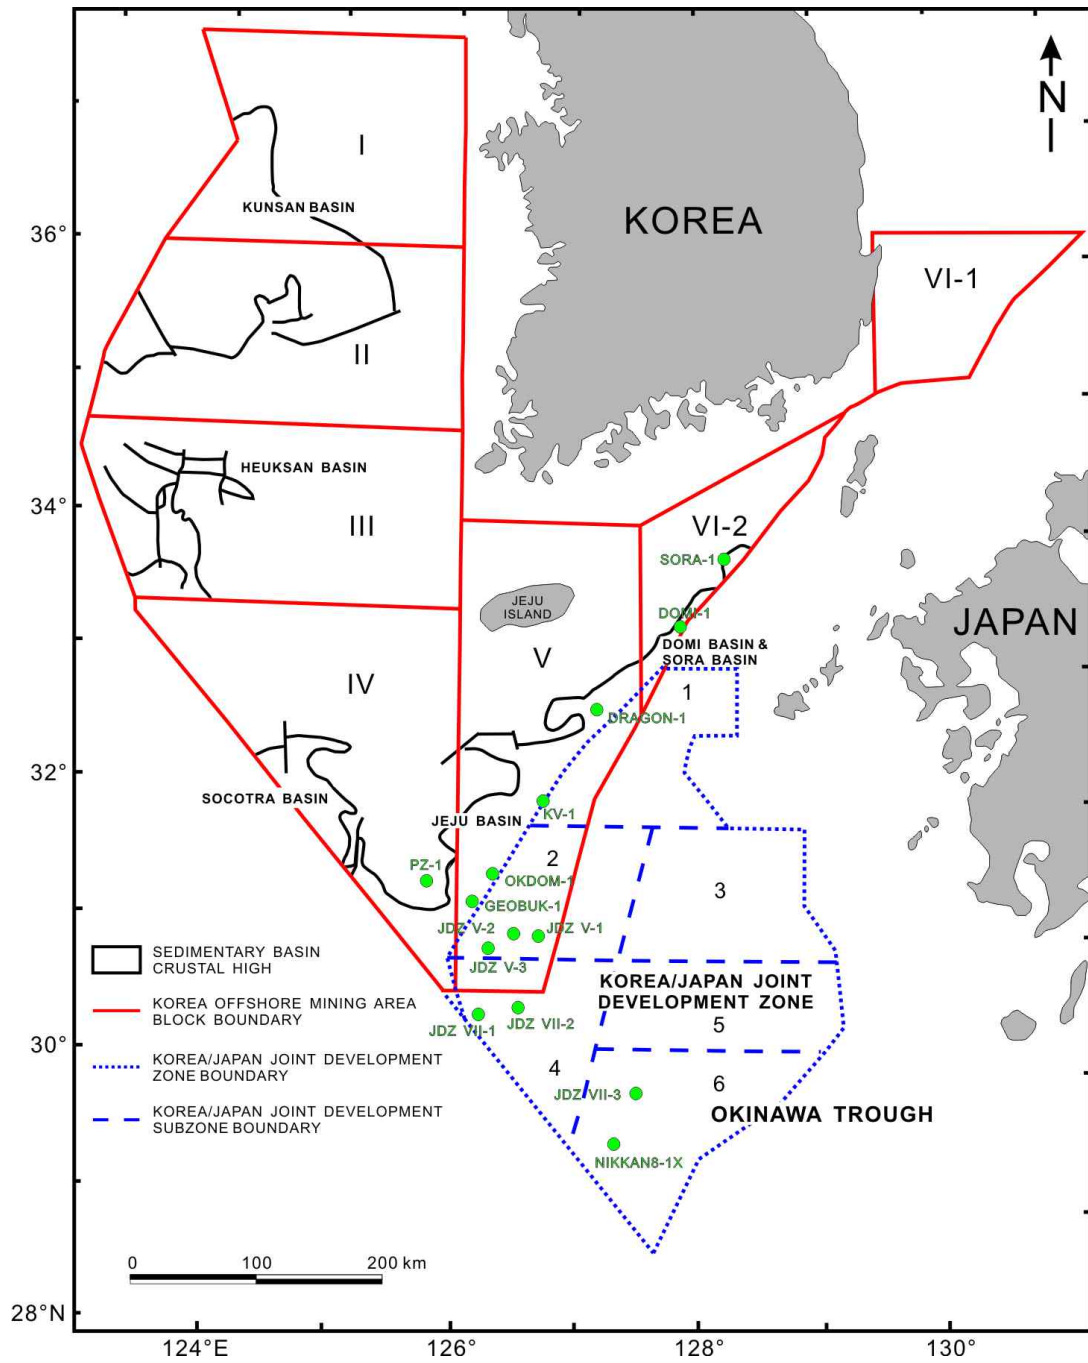 N
I
KUNSAN BASIN
KOREA
36°
VI-1
II
HEUKSAN BASIN
34°
III
VI-2
SORA-1
JEJU
ISLAND
DOMI-1
JAPAN
DOMI BASIN &
SORA BASIN
V
IV
1
DRAGON-1
32°
SOCOTRA BASIN
KV-1
JEJU BASIN
2
PZ-1
OKDOM-1
3
GEOBUK-1
JDZ V-2
JDZ V-1
JDZ V-3
SEDIMENTARY BASIN
CRUSTAL HIGH
KOREA/JAPAN JOINT
DEVELOPMENT ZONE
KOREA OFFSHORE MINING AREA
BLOCK BOUNDARY
JDZ VII-1
JDZ VII-2
5
30°
KOREA/JAPAN JOINT DEVELOPMENT
ZONE BOUNDARY
4
6
JDZ VII-3
KOREA/JAPAN JOINT DEVELOPMENT
SUBZONE BOUNDARY
OKINAWA TROUGH
NIKKAN8-1X
0 100 200 km
28°N
124°E 126° 128° 130°